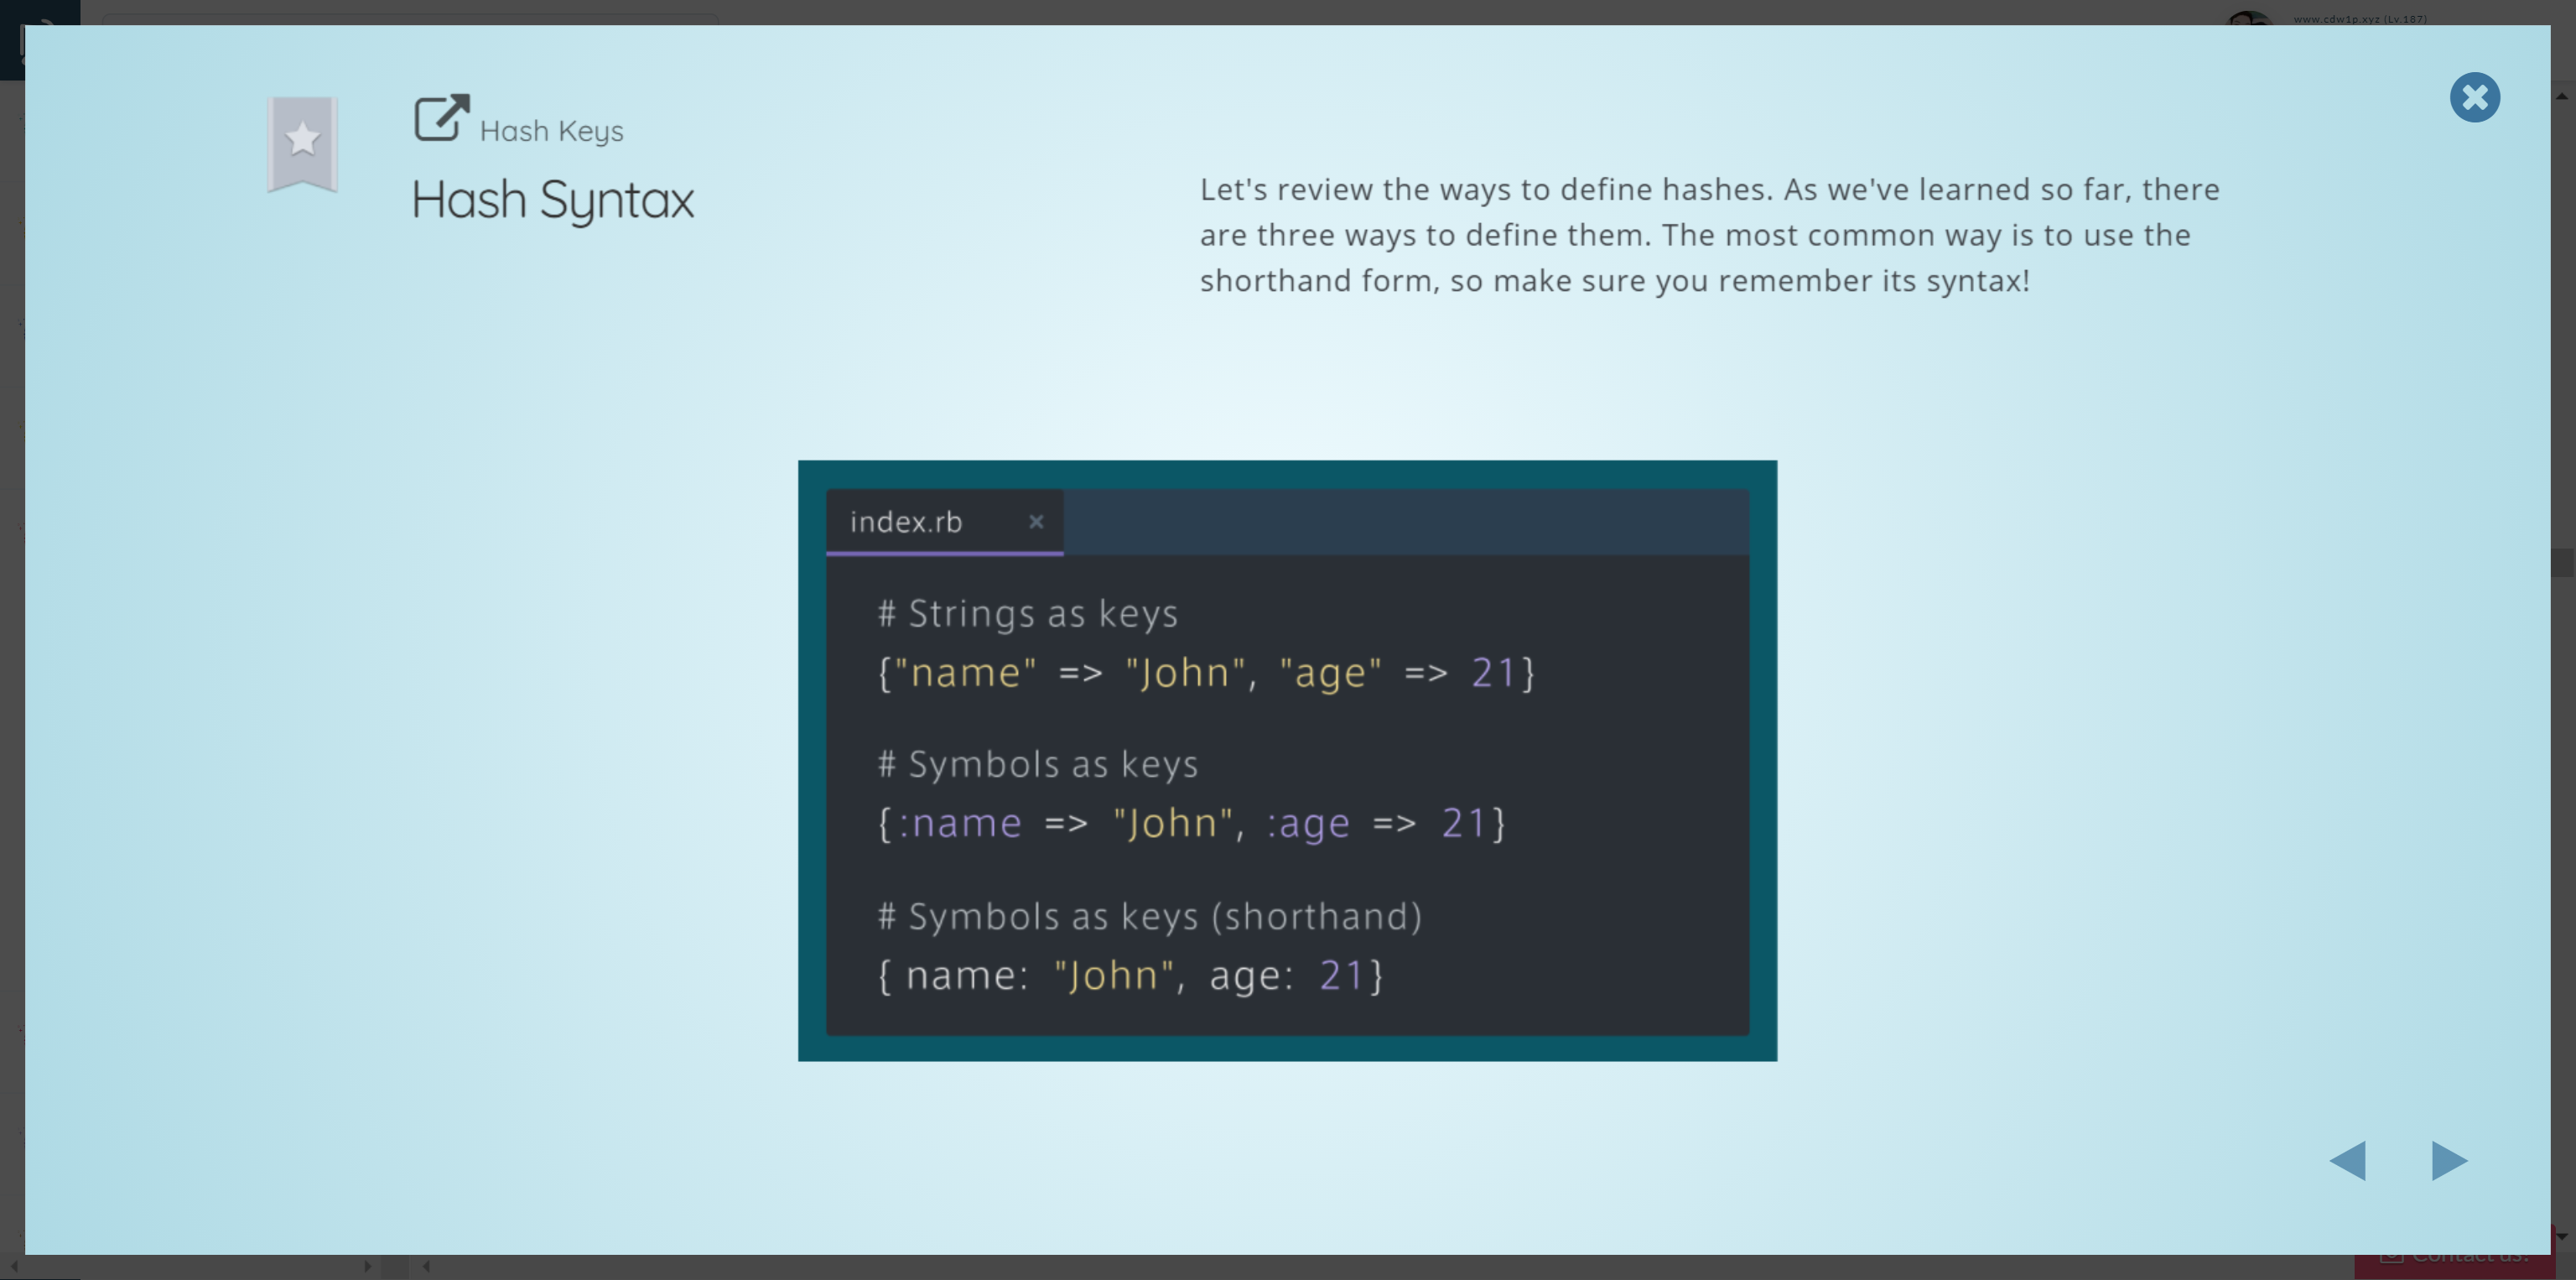 www.cdw1p.xyz (Lv.187)
Hash Keys
Hash Syntax
Let's review the ways to define hashes. As we've learned so far, there
are three ways to define them. The most common way is to use the
shorthand form, so make sure you remember its syntax!
index.rb ×
# Strings as keys
{"name" => "John", "age" => 21}
# Symbols as keys
{:name => "John", :age => 21}
# Symbols as keys (shorthand)
{ name: "John", age: 21}
Contact us!